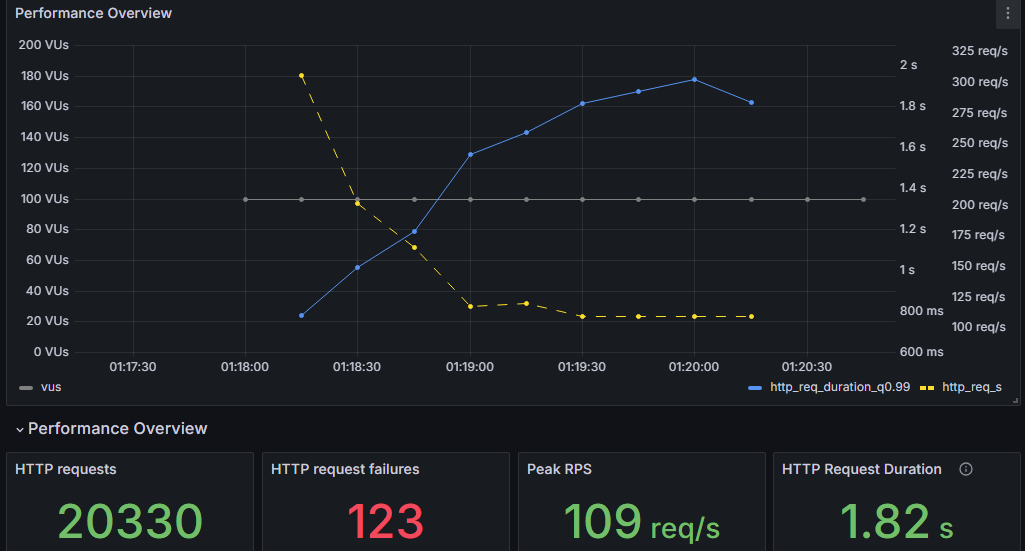 Performance Overview
200 VUs
180 VUs
160 VUs
140 VUs
120 VUs
100 VUs
80 VUs
60 VUs
40 VUs
20 VUs
0 VUs
2 s
1.8 s
1.6 s
1.4 s
1.2 s
1 s
800 ms
600 ms
325 req/s
300 req/s
275 req/s
250 req/s
225 req/s
200 req/s
175 req/s
150 req/s
125 req/s
100 req/s
01:17:30 01:18:00 01:18:30 01:19:00 01:19:30 01:20:00 01:20:30
vus http_req_duration_q0.99 http_req_s
Performance Overview
HTTP requests
20330
HTTP request failures
123
Peak RPS
109 req/s
HTTP Request Duration
1.82 s